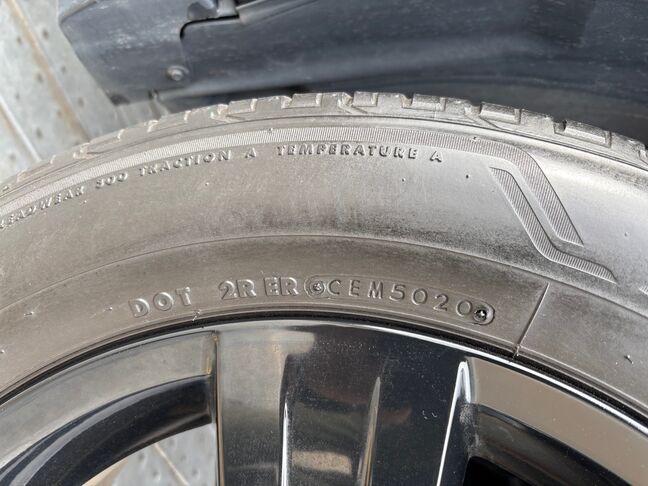 TREADWEAR 300 TRACTION A TEMPERATURE A
DOT 2R ER CEM5020